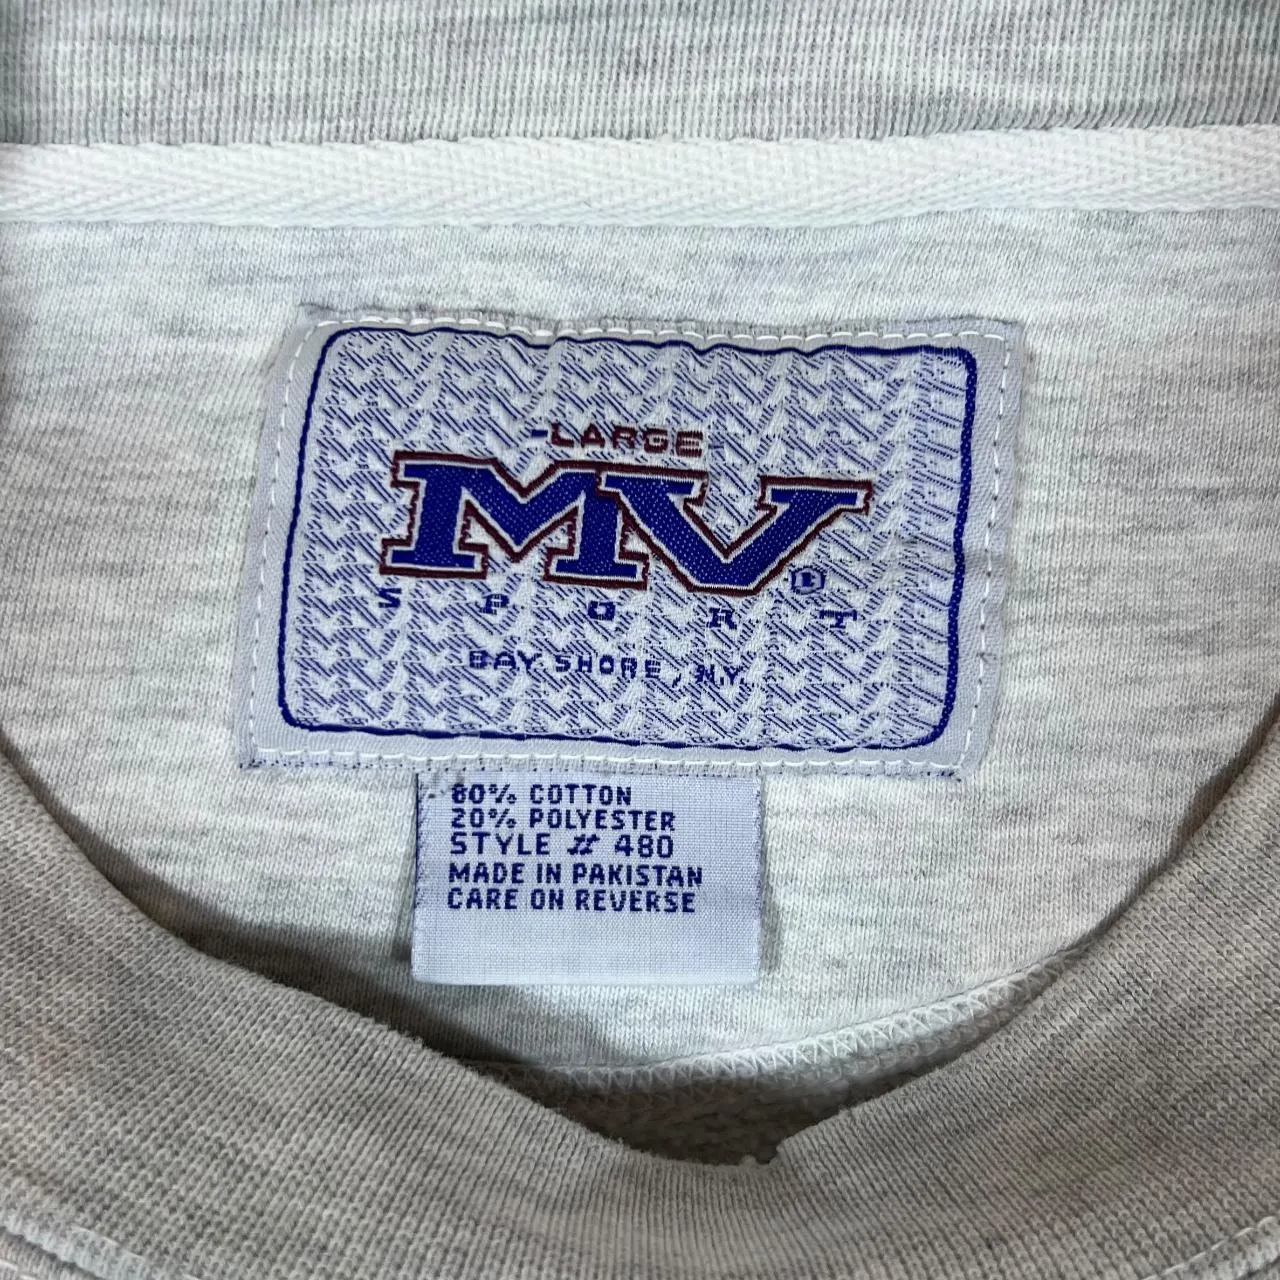 LARGE
MV®
SPORT
BAY SHORE, N.Y.
80% COTTON
20% POLYESTER
STYLE # 480
MADE IN PAKISTAN
CARE ON REVERSE